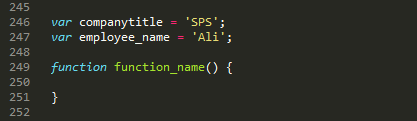 245
246 var companytitle = 'SPS';
247 var employee_name = 'Ali';
248
249 function function_name() {
250
251 }
252